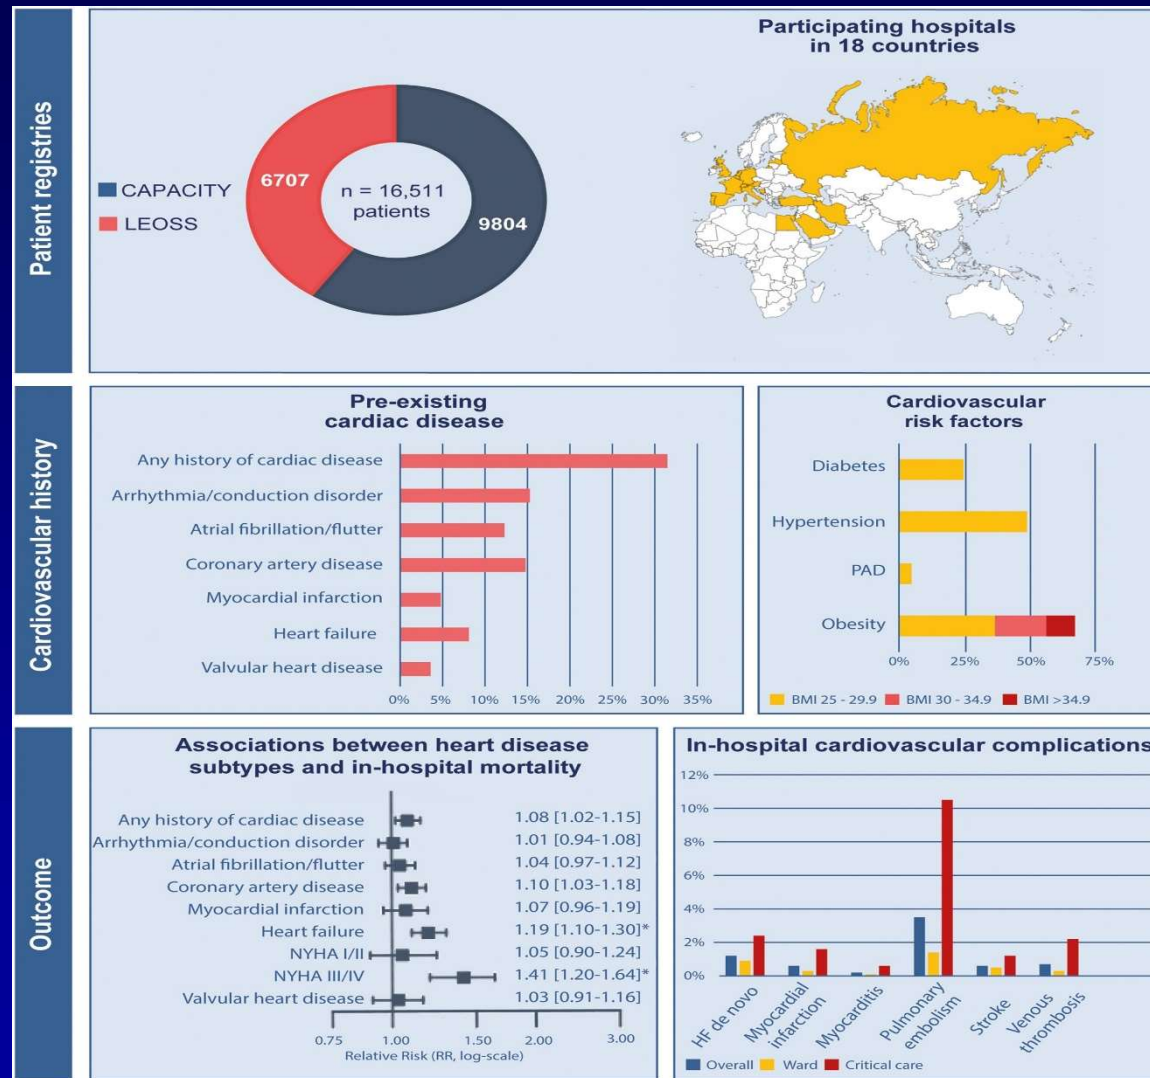 Patient registries
CAPACITY
LEOSS
6707
n = 16,511
patients
9804
Participating hospitals
in 18 countries
Cardiovascular history
Pre-existing
cardiac disease
Any history of cardiac disease
Arrhythmia/conduction disorder
Atrial fibrillation/flutter
Coronary artery disease
Myocardial infarction
Heart failure
Valvular heart disease
0% 5% 10% 15% 20% 25% 30% 35%
Cardiovascular
risk factors
Diabetes
Hypertension
PAD
Obesity
0% 25% 50% 75%
BMI 25 - 29.9 BMI 30 - 34.9 BMI >34.9
Outcome
Associations between heart disease
subtypes and in-hospital mortality
Any history of cardiac disease 1.08 [1.02-1.15]
Arrhythmia/conduction disorder 1.01 [0.94-1.08]
Atrial fibrillation/flutter 1.04 [0.97-1.12]
Coronary artery disease 1.10 [1.03-1.18]
Myocardial infarction 1.07 [0.96-1.19]
Heart failure 1.19 [1.10-1.30]*
NYHA I/II 1.05 [0.90-1.24]
NYHA III/IV 1.41 [1.20-1.64]*
Valvular heart disease 1.03 [0.91-1.16]
0.75 1.00 1.50 2.00 3.00
Relative Risk (RR, log-scale)
In-hospital cardiovascular complications
12%
10%
8%
6%
4%
2%
0%
HF de novo
Myocardial
infarction
Myocarditis
Pulmonary
embolism
Stroke
Venous
thrombosis
Overall Ward Critical care